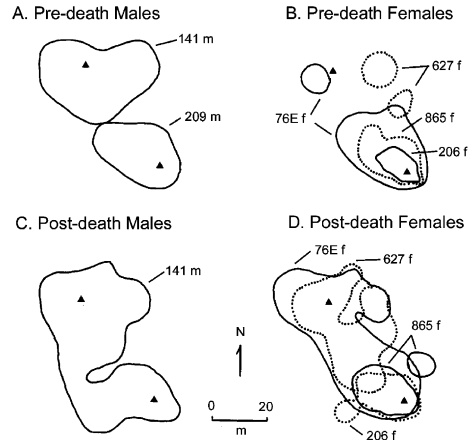 A. Pre-death Males
141 m
209 m
B. Pre-death Females
627 f
76E f
865 f
206 f
C. Post-death Males
141 m
N
0 20
m
D. Post-death Females
76E f
627 f
865 f
206 f